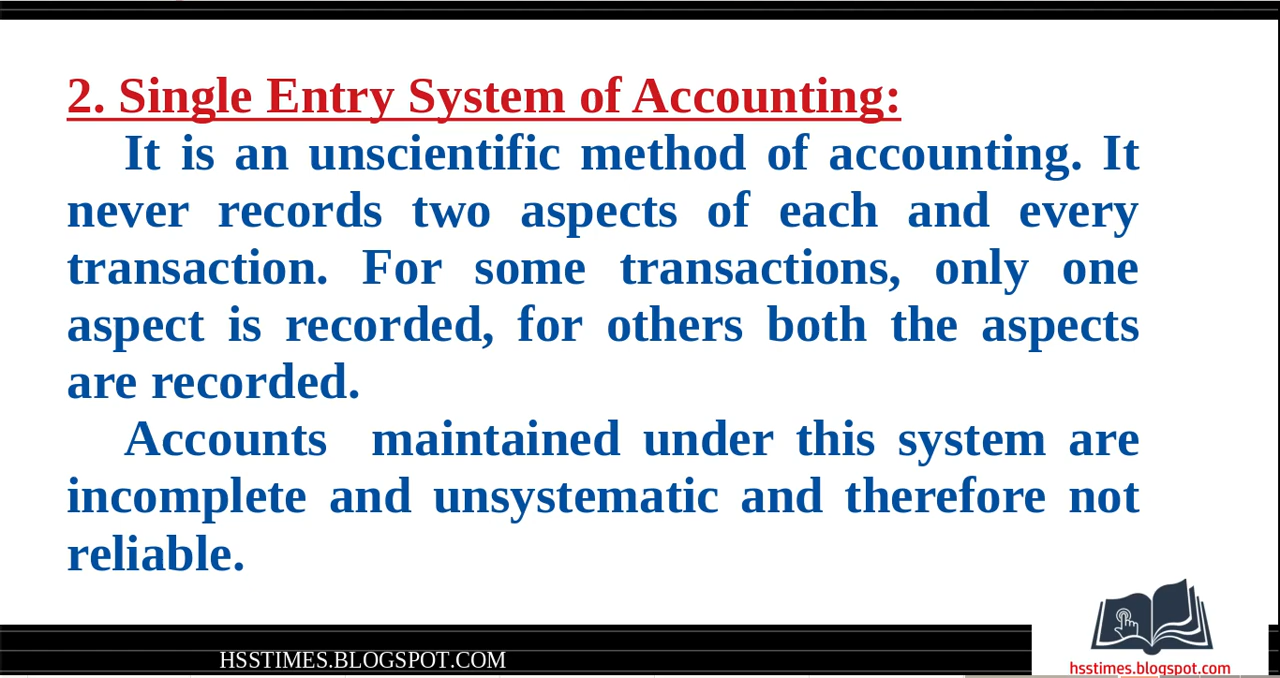 2. Single Entry System of Accounting:
It is an unscientific method of accounting. It
never records two aspects of each and every
transaction. For some transactions, only one
aspect is recorded, for others both the aspects
are recorded.
Accounts maintained under this system are
incomplete and unsystematic and therefore not
reliable.
HSSTIMES.BLOGSPOT.COM
hsstimes.blogspot.com